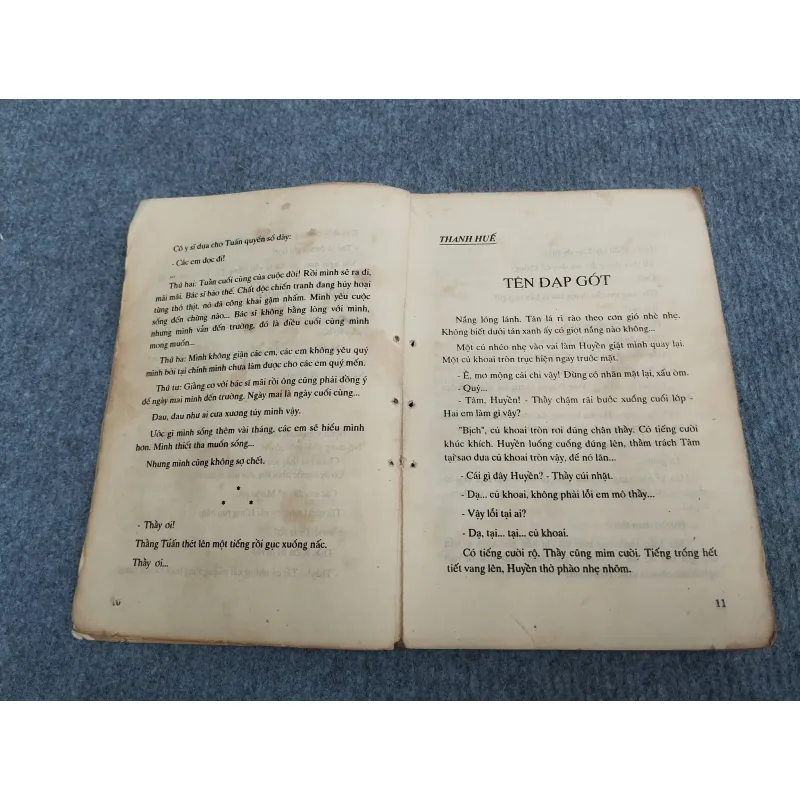 Cô y sĩ đưa cho Tuấn quyển sổ dày:
- Các em đọc đi!
...
Thứ hai: Tuần cuối cùng của cuộc đời! Rồi mình sẽ ra đi,
mãi mãi. Bác sĩ bảo thế. Chất độc chiến tranh đang hủy hoại
từng thớ thịt, nó đã công khai gặm nhấm. Mình yêu cuộc
sống đến chừng nào... Bác sĩ không bằng lòng với mình,
nhưng mình vẫn đến trường, đó là điều cuối cùng mình
mong muốn...
Thứ ba: Mình không giận các em, các em không yêu quý
mình bởi tại chính mình chưa làm được cho các em quý mến.
Thứ tư: Giằng co với bác sĩ mãi rồi ông cũng phải đồng ý
để ngày mai mình đến trường. Ngày mai là ngày cuối cùng...
Đau, đau như ai cưa xương tủy mình vậy.
Ước gì mình sống thêm vài tháng, các em sẽ hiểu mình
hơn. Mình thiết tha muốn sống...
Nhưng mình cũng không sợ chết.
* * *
- Thầy ơi!
Thằng Tuấn thét lên một tiếng rồi gục xuống nấc.
Thầy ơi...
10
THANH HUẾ
TÊN ĐẠP GÓT
Nắng lóng lánh. Tán lá rì rào theo cơn gió nhè nhẹ.
Không biết dưới tán xanh ấy có giọt nắng nào không...
Một cú nhéo nhẹ vào vai làm Huyền giật mình quay lại.
Một củ khoai tròn trục hiện ngay trước mặt.
- Ê, mơ mộng cái chi vậy! Đừng có nhăn mặt lại, xấu òm.
- Quý...
- Tâm, Huyền! - Thầy chậm rãi bước xuống cuối lớp -
Hai em làm gì vậy?
"Bịch", củ khoai tròn rơi đúng chân thầy. Có tiếng cười
khúc khích. Huyền luống cuống đứng lên, thầm trách Tâm
tại sao đưa củ khoai tròn vậy, để nó lăn...
- Cái gì đây Huyền? - Thầy cúi nhặt.
- Dạ... củ khoai, không phải lỗi em mô thầy...
- Vậy lỗi tại ai?
- Dạ, tại... tại... củ khoai.
Có tiếng cười rộ. Thầy cũng mỉm cười. Tiếng trống hết
tiết vang lên, Huyền thở phào nhẹ nhõm.
11